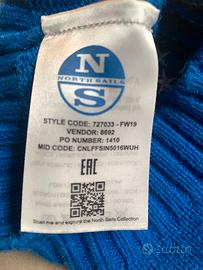 N
NORTH SAILS
S
STYLE CODE: 727033 - FW19
VENDOR: 8692
PO NUMBER: 1410
MID CODE: CNLFFSIN5016WUH
EAC
Scan me and explore the North Sails Collection
subito